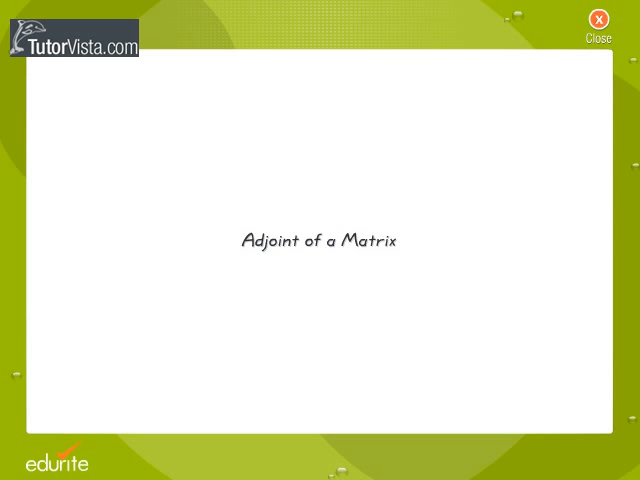 TutorVista.com
x
Close
Adjoint of a Matrix
edurite